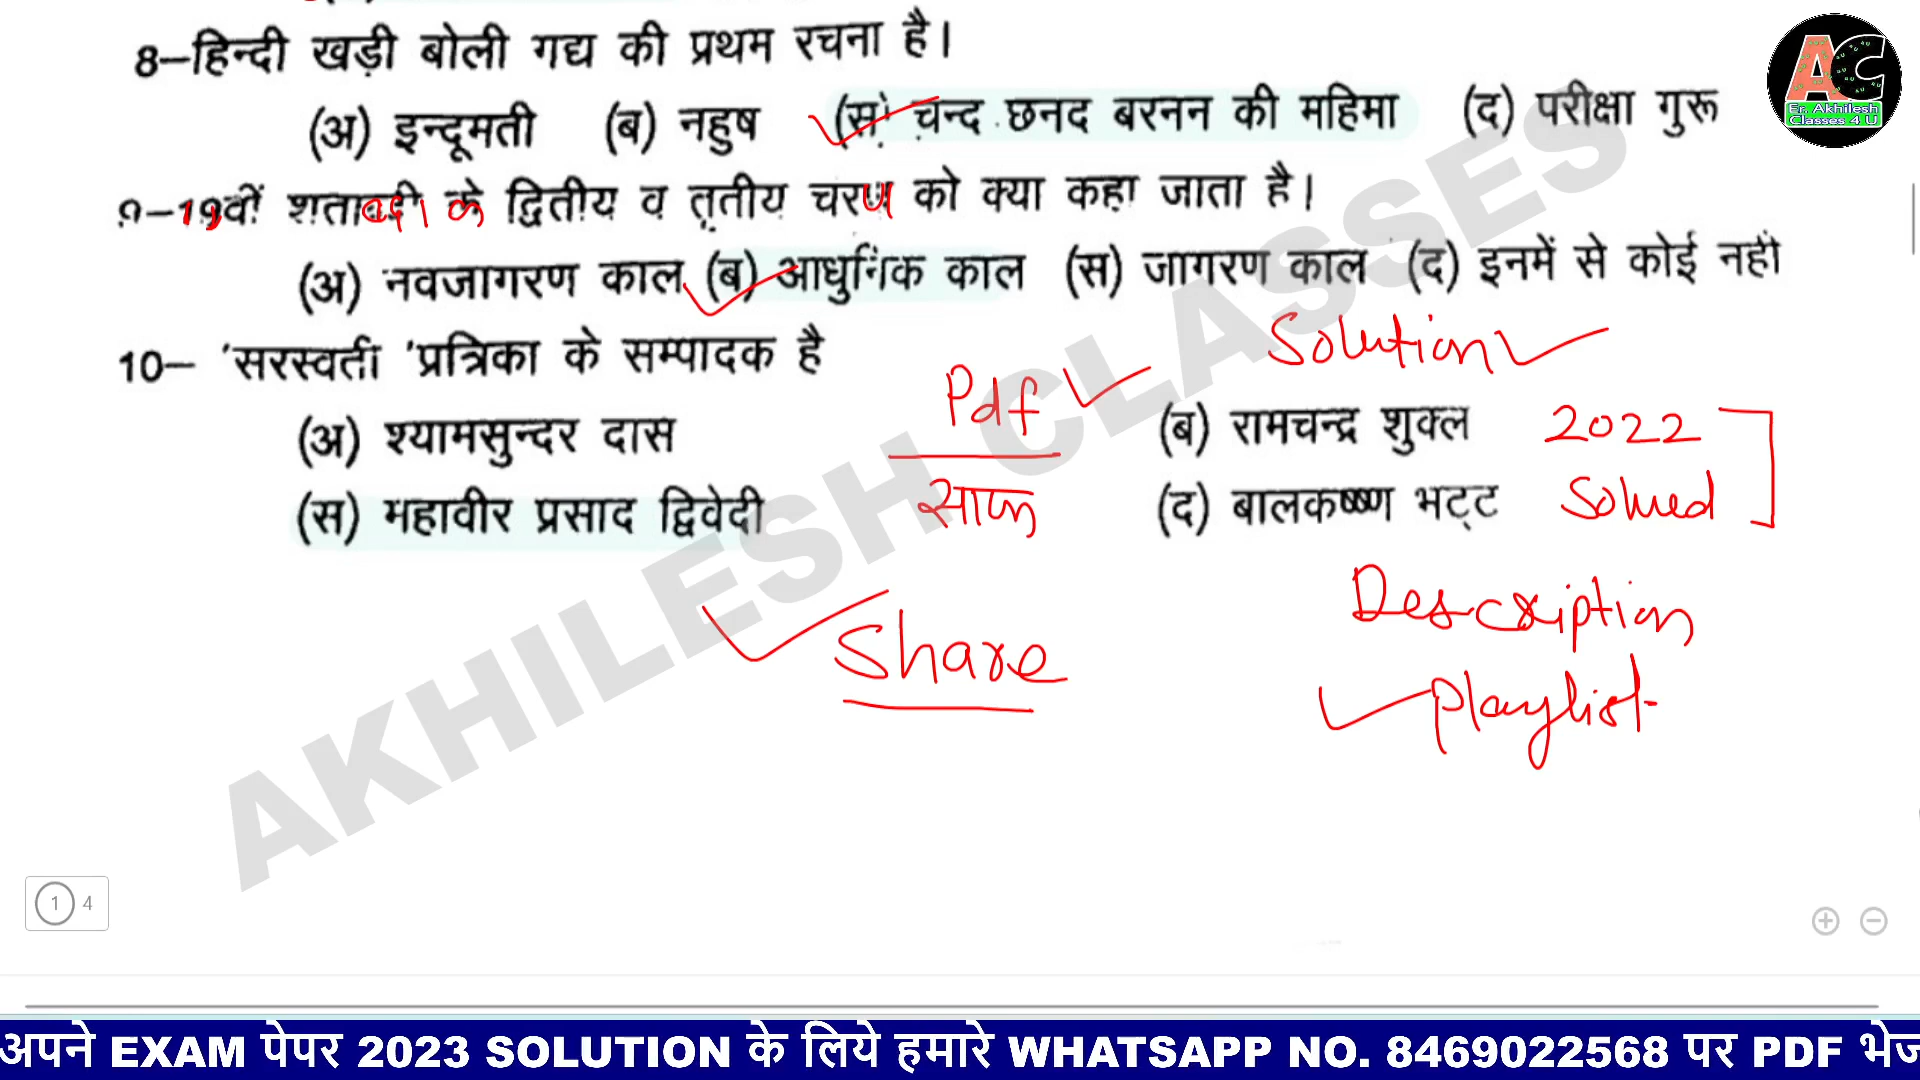 8–हिन्दी खड़ी बोली गद्य की प्रथम रचना है।
(अ) इन्दूमती (ब) नहुष (स) चन्द छनद बरनन की महिमा (द) परीक्षा गुरू
9–19वीं शताब्दी के द्वितीय व तृतीय चरण को क्या कहा जाता है।
(अ) नवजागरण काल (ब) आधुनिक काल (स) जागरण काल (द) इनमें से कोई नहीं
10– 'सरस्वती 'प्रत्रिका के सम्पादक है
Solution
Pdf
(अ) श्यामसुन्दर दास (ब) रामचन्द्र शुक्ल 2022
(स) महावीर प्रसाद द्विवेदी साफ (द) बालकष्ष्ण भट्ट Solved
Description
Share
Playlist
AKHILESH CLASSES
AC
Er. Akhilesh
Classes 4 U
1 4
अपने EXAM पेपर 2023 SOLUTION के लिये हमारे WHATSAPP NO. 8469022568 पर PDF भेज